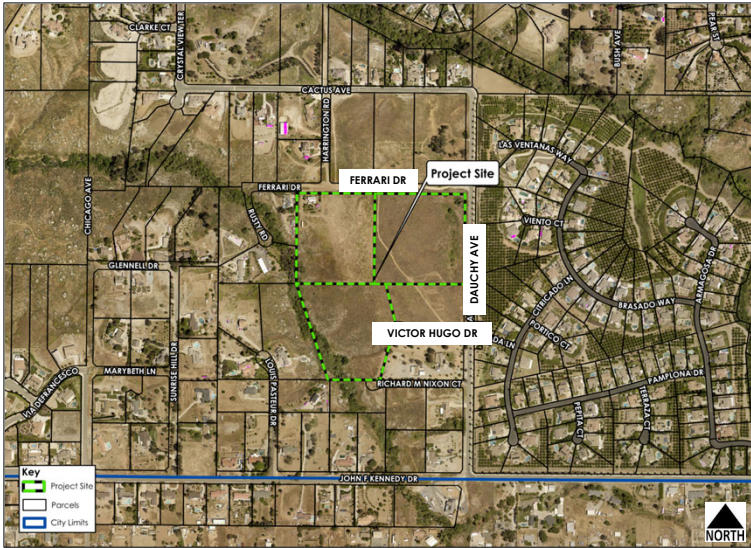 CLARKE CT
CRYSTAL VIEW TER
BUSH AVE
PEAR ST
CACTUS AVE
HARRINGTON RD
LAS VENTANAS WAY
CHICAGO AVE
FERRARI DR
FERRARI DR
Project Site
RUSTY RD
VIENTO CT
DAUCHY AVE
ARMAGOSA DR
GLENNELL DR
CITRICADO LN
BRASADO WAY
PORTICO CT
VICTOR HUGO DR
DA LN
SUNRISE HILL DR
MARYBETH LN
LOUIS PASTEUR DR
RICHARD M NIXON CT
PAMPLONA DR
VIA DEFRANCESCO
PEPITA CT
TERRAZA CT
JOHN F KENNEDY DR
Key
Project Site
Parcels
City Limits
NORTH